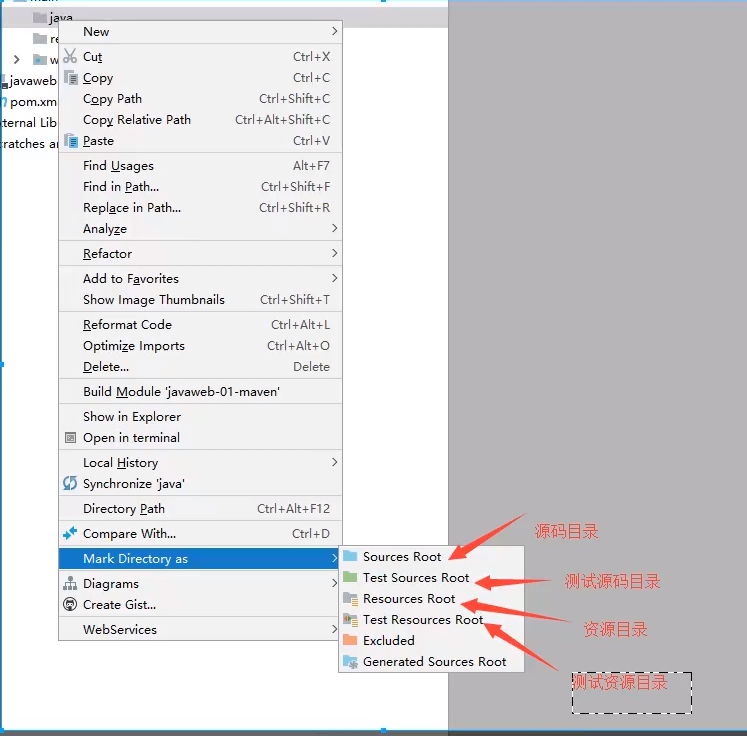 main
java
New
Cut Ctrl+X
Copy Ctrl+C
Copy Path Ctrl+Shift+C
Copy Relative Path Ctrl+Alt+Shift+C
Paste Ctrl+V
Find Usages Alt+F7
Find in Path... Ctrl+Shift+F
Replace in Path... Ctrl+Shift+R
Analyze
Refactor
Add to Favorites
Show Image Thumbnails Ctrl+Shift+T
Reformat Code Ctrl+Alt+L
Optimize Imports Ctrl+Alt+O
Delete... Delete
Build Module 'javaweb-01-maven'
Show in Explorer
Open in terminal
Local History
Synchronize 'java'
Directory Path Ctrl+Alt+F12
Compare With... Ctrl+D
Mark Directory as
Diagrams
Create Gist...
WebServices
re
w
javaweb
pom.xm
ternal Lib
cratches a
Sources Root
Test Sources Root
Resources Root
Test Resources Root
Excluded
Generated Sources Root
源码目录
测试源码目录
资源目录
测试资源目录